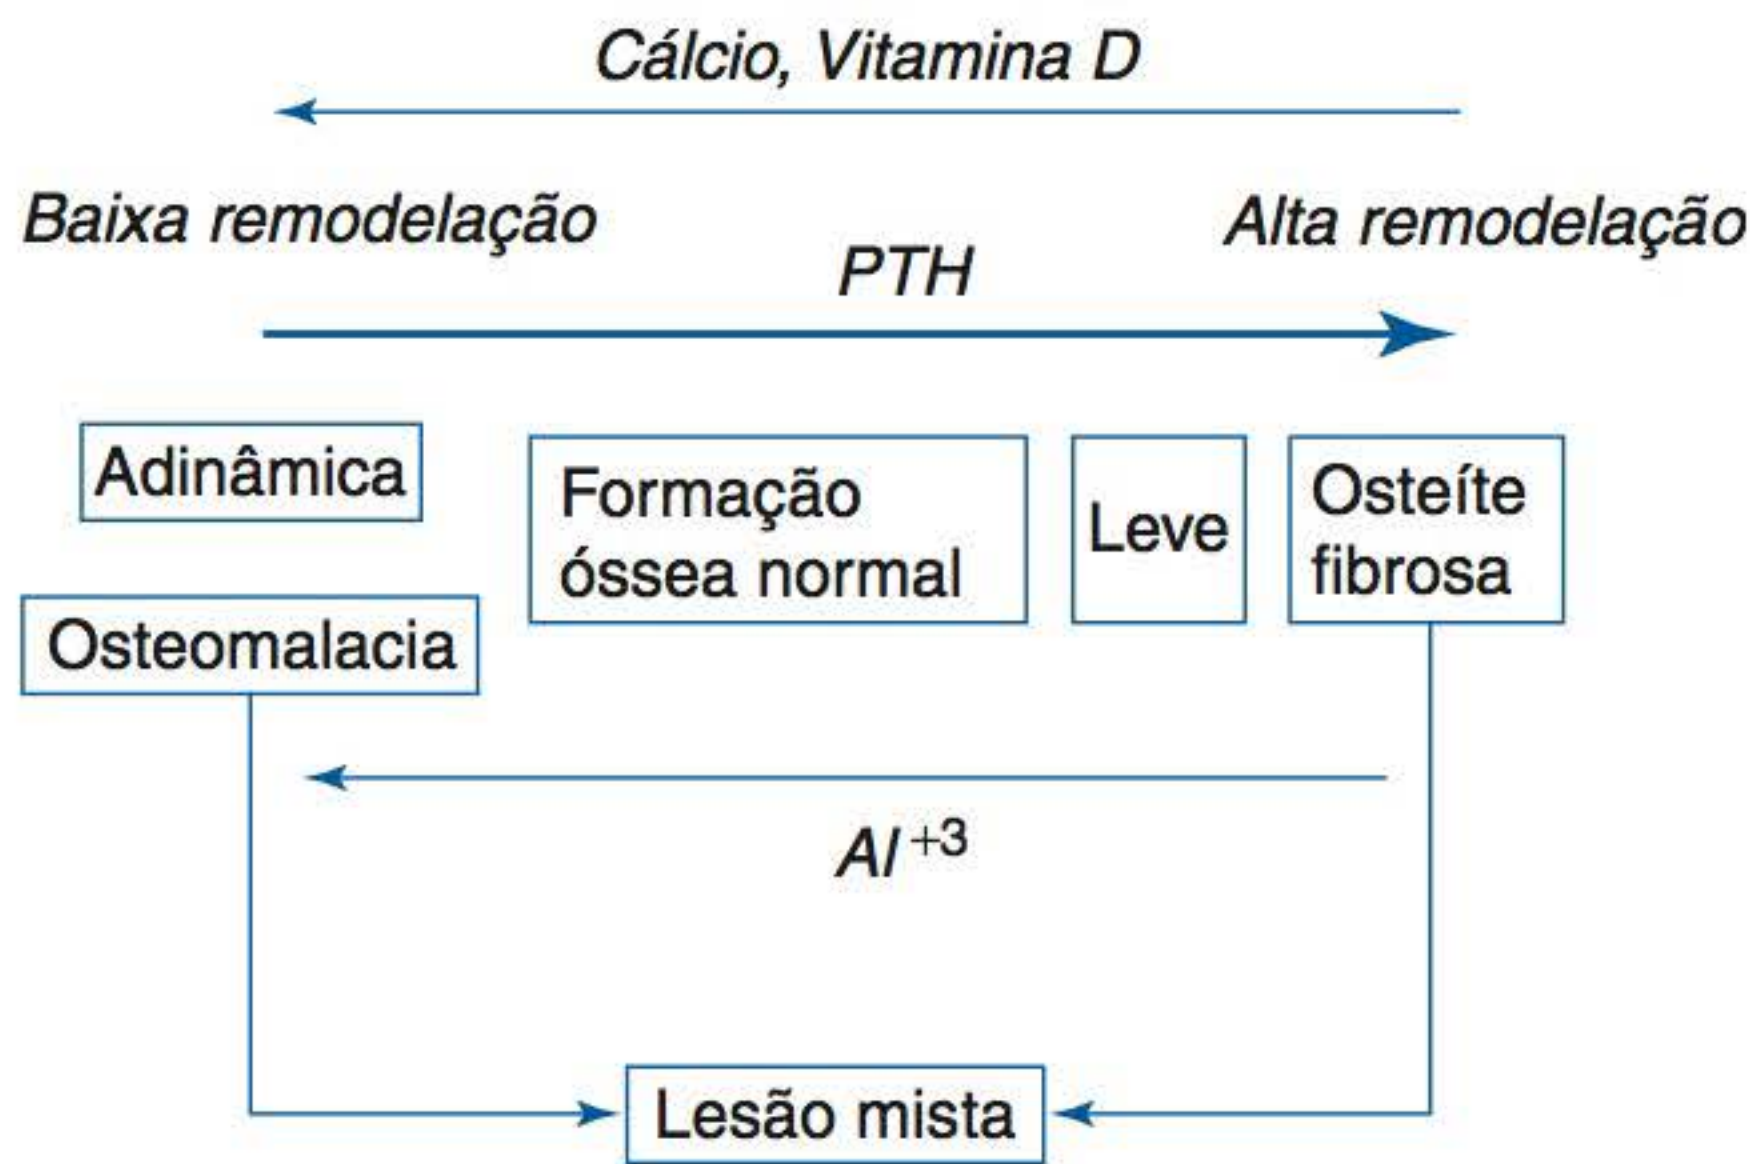 Cálcio, Vitamina D
Baixa remodelação
Alta remodelação
PTH
Adinâmica
Formação
óssea normal
Leve
Osteíte
fibrosa
Osteomalacia
Al +3
Lesão mista